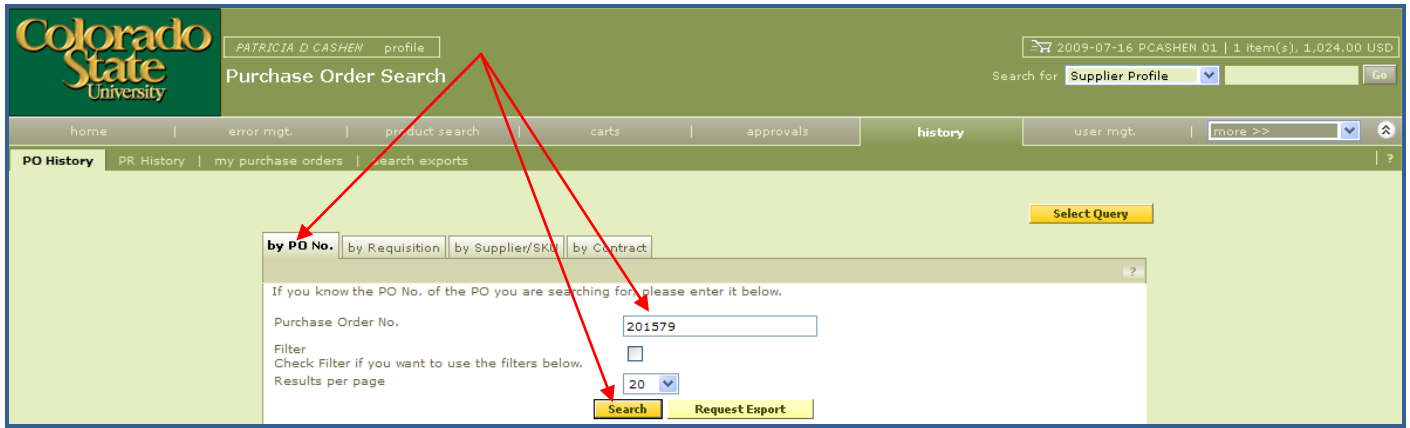 Colorado
State
University
PATRICIA D CASHEN profile
2009-07-16 PCASHEN 01 | 1 item(s), 1,024.00 USD
Purchase Order Search
Search for Supplier Profile Go
home | error mgt. | product search | carts | approvals history user mgt. | more >>
PO History PR History | my purchase orders | search exports | ?
Select Query
by PO No. by Requisition by Supplier/SKU by Contract
?
If you know the PO No. of the PO you are searching for, please enter it below.
Purchase Order No. 201579
Filter
Check Filter if you want to use the filters below.
Results per page 20
Search Request Export